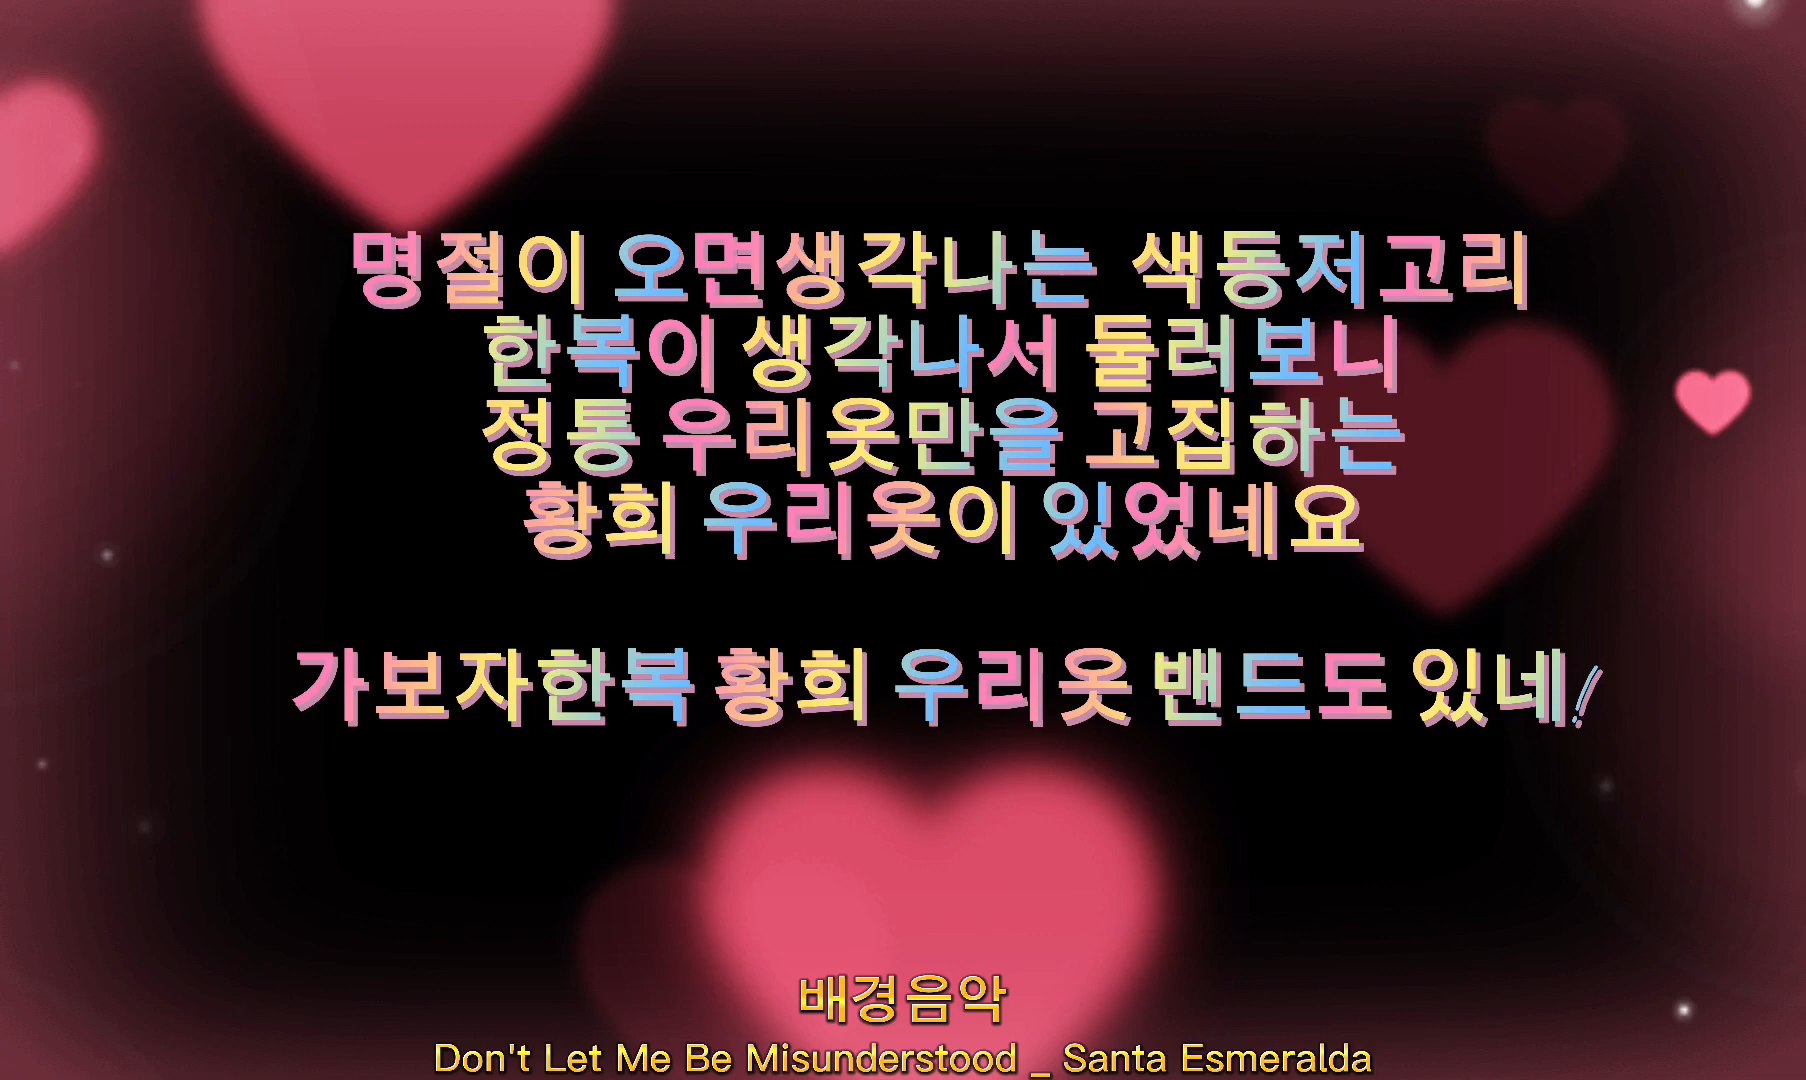 명절이 오면생각나는 색동저고리
한복이 생각나서 둘러보니
정통 우리옷만을 고집하는
황희 우리옷이 있었네요
가보자한복 황희 우리옷 밴드도 있네!
배경음악
Don't Let Me Be Misunderstood _ Santa Esmeralda